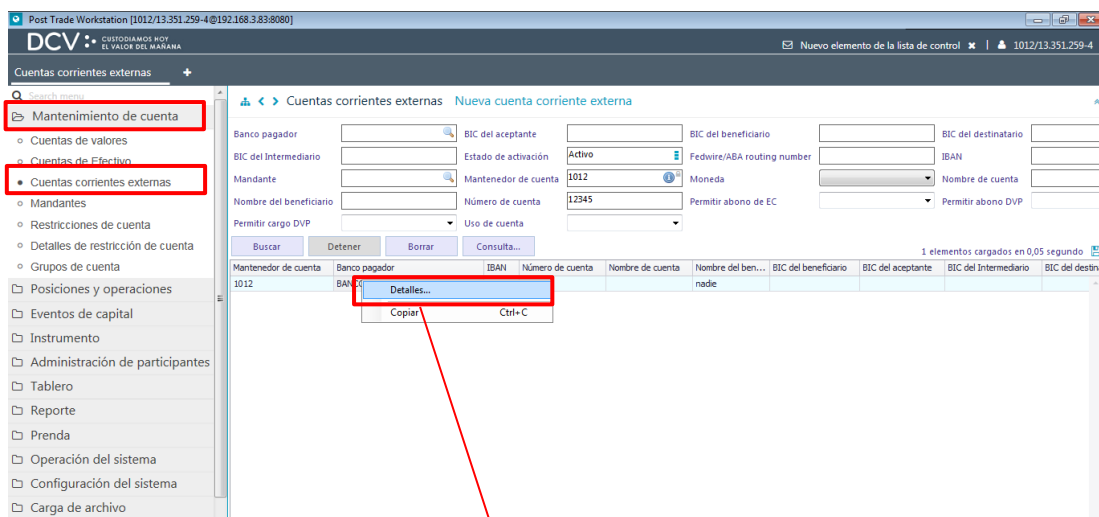 Post Trade Workstation [1012/13.351.259-4@192.168.3.83:8080]
DCV CUSTODIAMOS HOY
EL VALOR DEL MAÑANA
Nuevo elemento de la lista de control | 1012/13.351.259-4
Cuentas corrientes externas +
Search menu
Mantenimiento de cuenta
Cuentas de valores
Cuentas de Efectivo
Cuentas corrientes externas
Mandantes
Restricciones de cuenta
Detalles de restricción de cuenta
Grupos de cuenta
Posiciones y operaciones
Eventos de capital
Instrumento
Administración de participantes
Tablero
Reporte
Prenda
Operación del sistema
Configuración del sistema
Carga de archivo
Cuentas corrientes externas Nueva cuenta corriente externa
Banco pagador BIC del aceptante BIC del beneficiario BIC del destinatario
BIC del Intermediario Estado de activación Activo Fedwire/ABA routing number IBAN
Mandante Mantenedor de cuenta 1012 Moneda Nombre de cuenta
Nombre del beneficiario Número de cuenta 12345 Permitir abono de EC Permitir abono DVP
Permitir cargo DVP Uso de cuenta
Buscar Detener Borrar Consulta...
1 elementos cargados en 0,05 segundo
Mantenedor de cuenta Banco pagador IBAN Número de cuenta Nombre de cuenta Nombre del ben... BIC del beneficiario BIC del aceptante BIC del Intermediario BIC del destin
1012 nadie
Detalles...
Copiar Ctrl+C